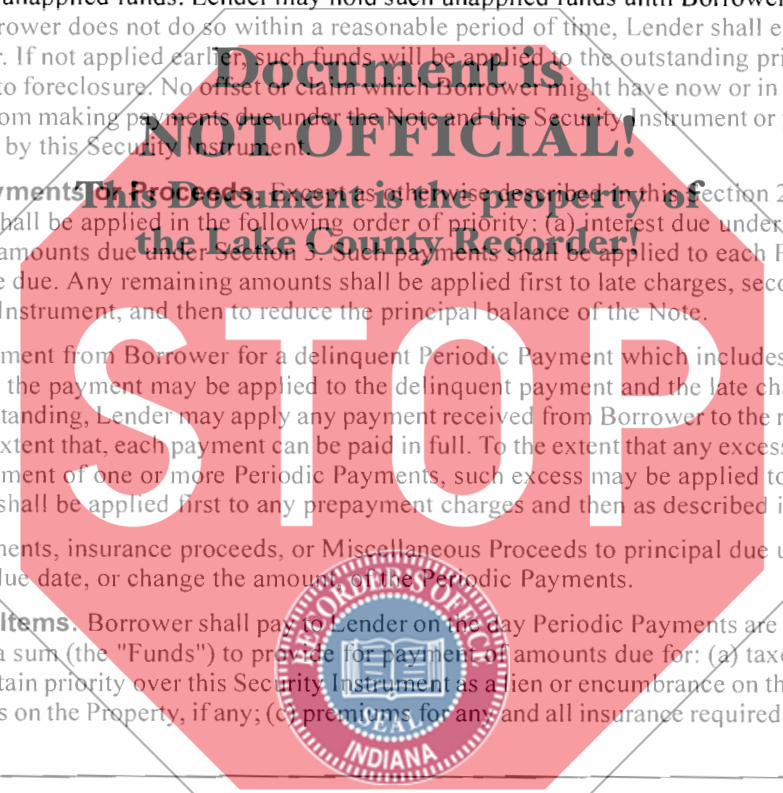 unapplied funds. Lender may hold such unapplied funds until Borrower
rower does not do so within a reasonable period of time, Lender shall e
r. If not applied earlier, such funds will be applied to the outstanding pri
to foreclosure. No offset or claim which Borrower might have now or in
om making payments due under the Note and this Security Instrument or
by this Security Instrument.
Document is
NOT OFFICIAL!
This Document is the property of
the Lake County Recorder!
yments or Proceeds. Except as otherwise described in this Section 2
hall be applied in the following order of priority: (a) interest due under
amounts due under Section 3. Such payments shall be applied to each P
e due. Any remaining amounts shall be applied first to late charges, seco
Instrument, and then to reduce the principal balance of the Note.
STOP
ment from Borrower for a delinquent Periodic Payment which includes
the payment may be applied to the delinquent payment and the late cha
tanding, Lender may apply any payment received from Borrower to the r
xtent that, each payment can be paid in full. To the extent that any excess
ment of one or more Periodic Payments, such excess may be applied to
shall be applied first to any prepayment charges and then as described i
nents, insurance proceeds, or Miscellaneous Proceeds to principal due u
lue date, or change the amount, of the Periodic Payments.
Items. Borrower shall pay to Lender on the day Periodic Payments are
a sum (the "Funds") to provide for payment of amounts due for: (a) taxe
tain priority over this Security Instrument as a lien or encumbrance on th
s on the Property, if any; (c) premiums for any and all insurance required
RECORDER'S OFFICE
SEAL
INDIANA